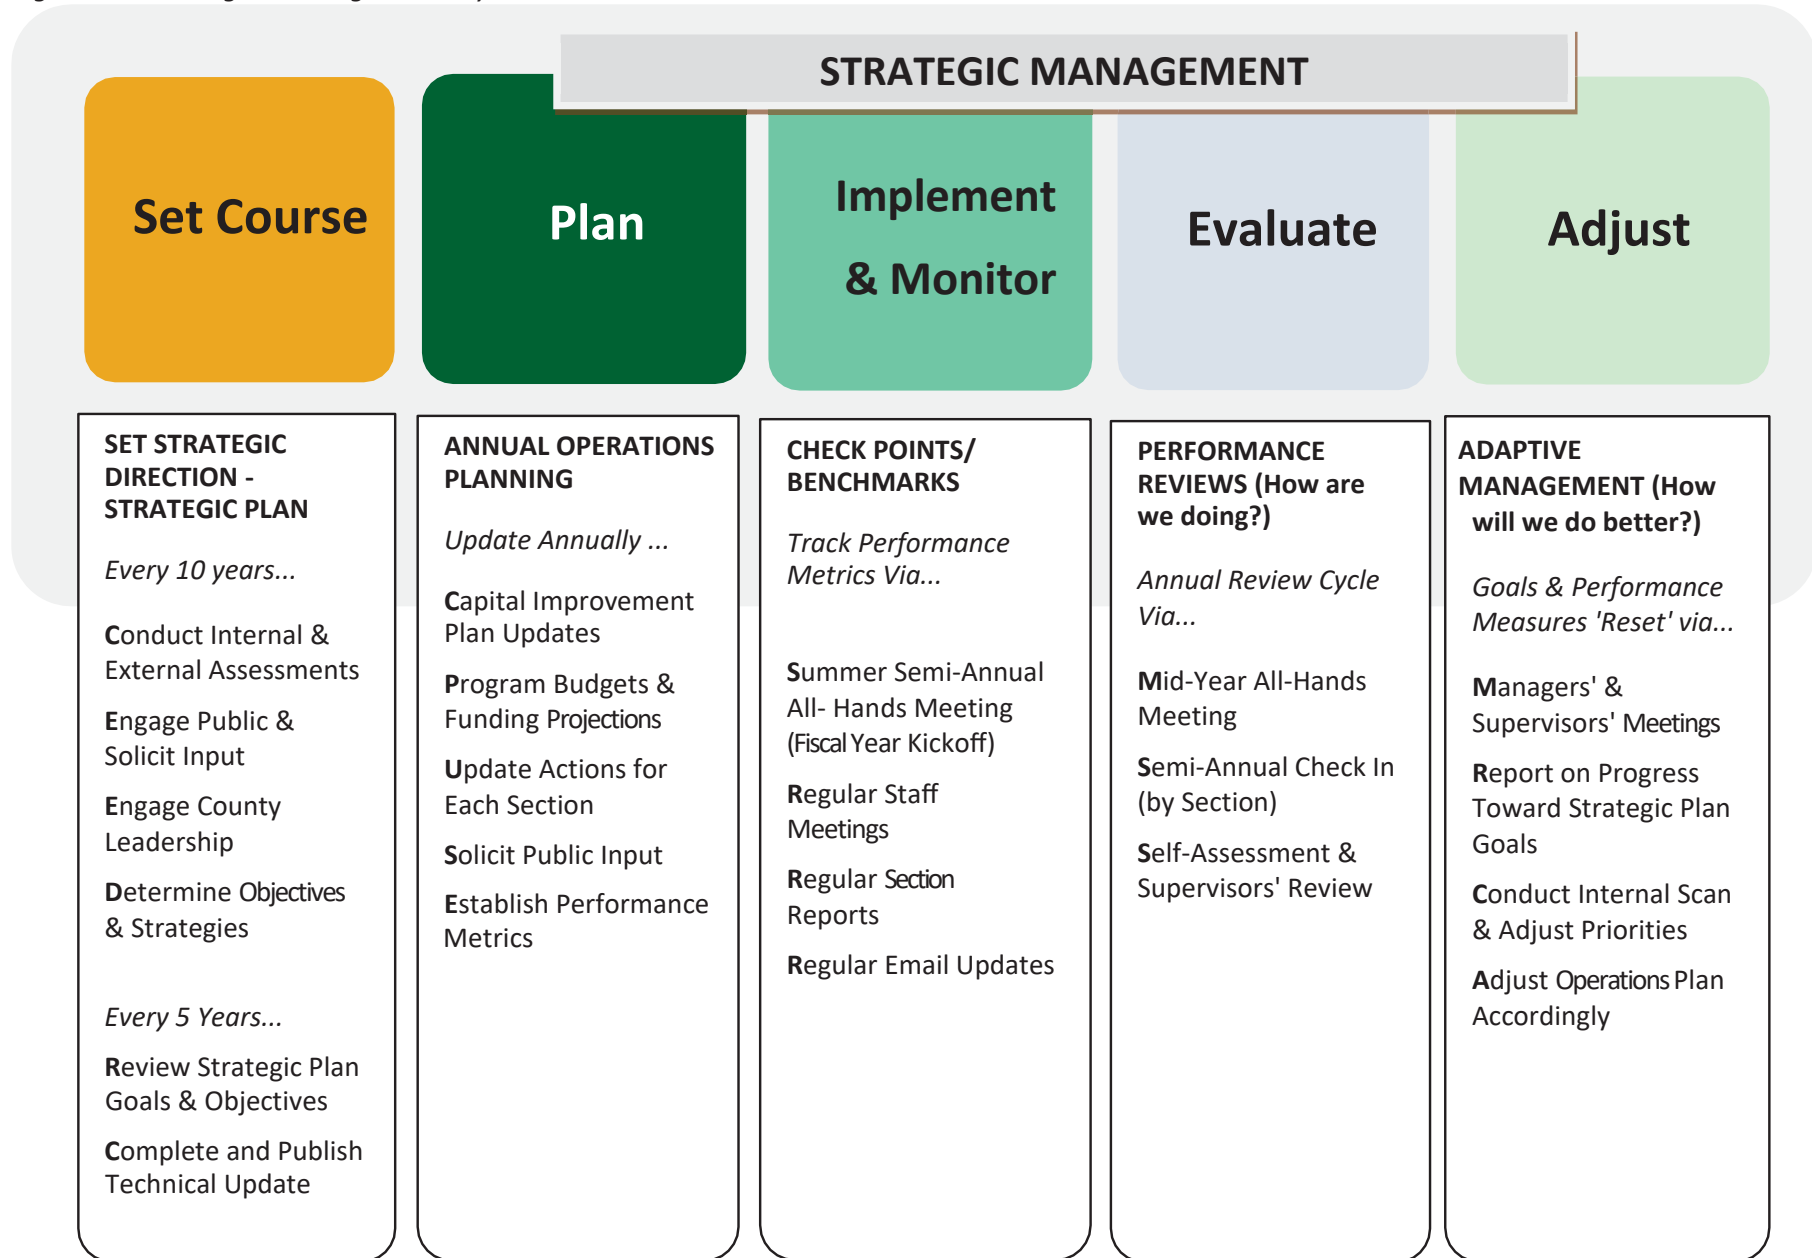 STRATEGIC MANAGEMENT
Set Course
Plan
Implement
& Monitor
Evaluate
Adjust
SET STRATEGIC
DIRECTION -
STRATEGIC PLAN
Every 10 years...
Conduct Internal &
External Assessments
Engage Public &
Solicit Input
Engage County
Leadership
Determine Objectives
& Strategies
Every 5 Years...
Review Strategic Plan
Goals & Objectives
Complete and Publish
Technical Update
ANNUAL OPERATIONS
PLANNING
Update Annually ...
Capital Improvement
Plan Updates
Program Budgets &
Funding Projections
Update Actions for
Each Section
Solicit Public Input
Establish Performance
Metrics
CHECK POINTS/
BENCHMARKS
Track Performance
Metrics Via...
Summer Semi-Annual
All- Hands Meeting
(Fiscal Year Kickoff)
Regular Staff
Meetings
Regular Section
Reports
Regular Email Updates
PERFORMANCE
REVIEWS (How are
we doing?)
Annual Review Cycle
Via...
Mid-Year All-Hands
Meeting
Semi-Annual Check In
(by Section)
Self-Assessment &
Supervisors' Review
ADAPTIVE
MANAGEMENT (How
will we do better?)
Goals & Performance
Measures 'Reset' via...
Managers' &
Supervisors' Meetings
Report on Progress
Toward Strategic Plan
Goals
Conduct Internal Scan
& Adjust Priorities
Adjust Operations Plan
Accordingly